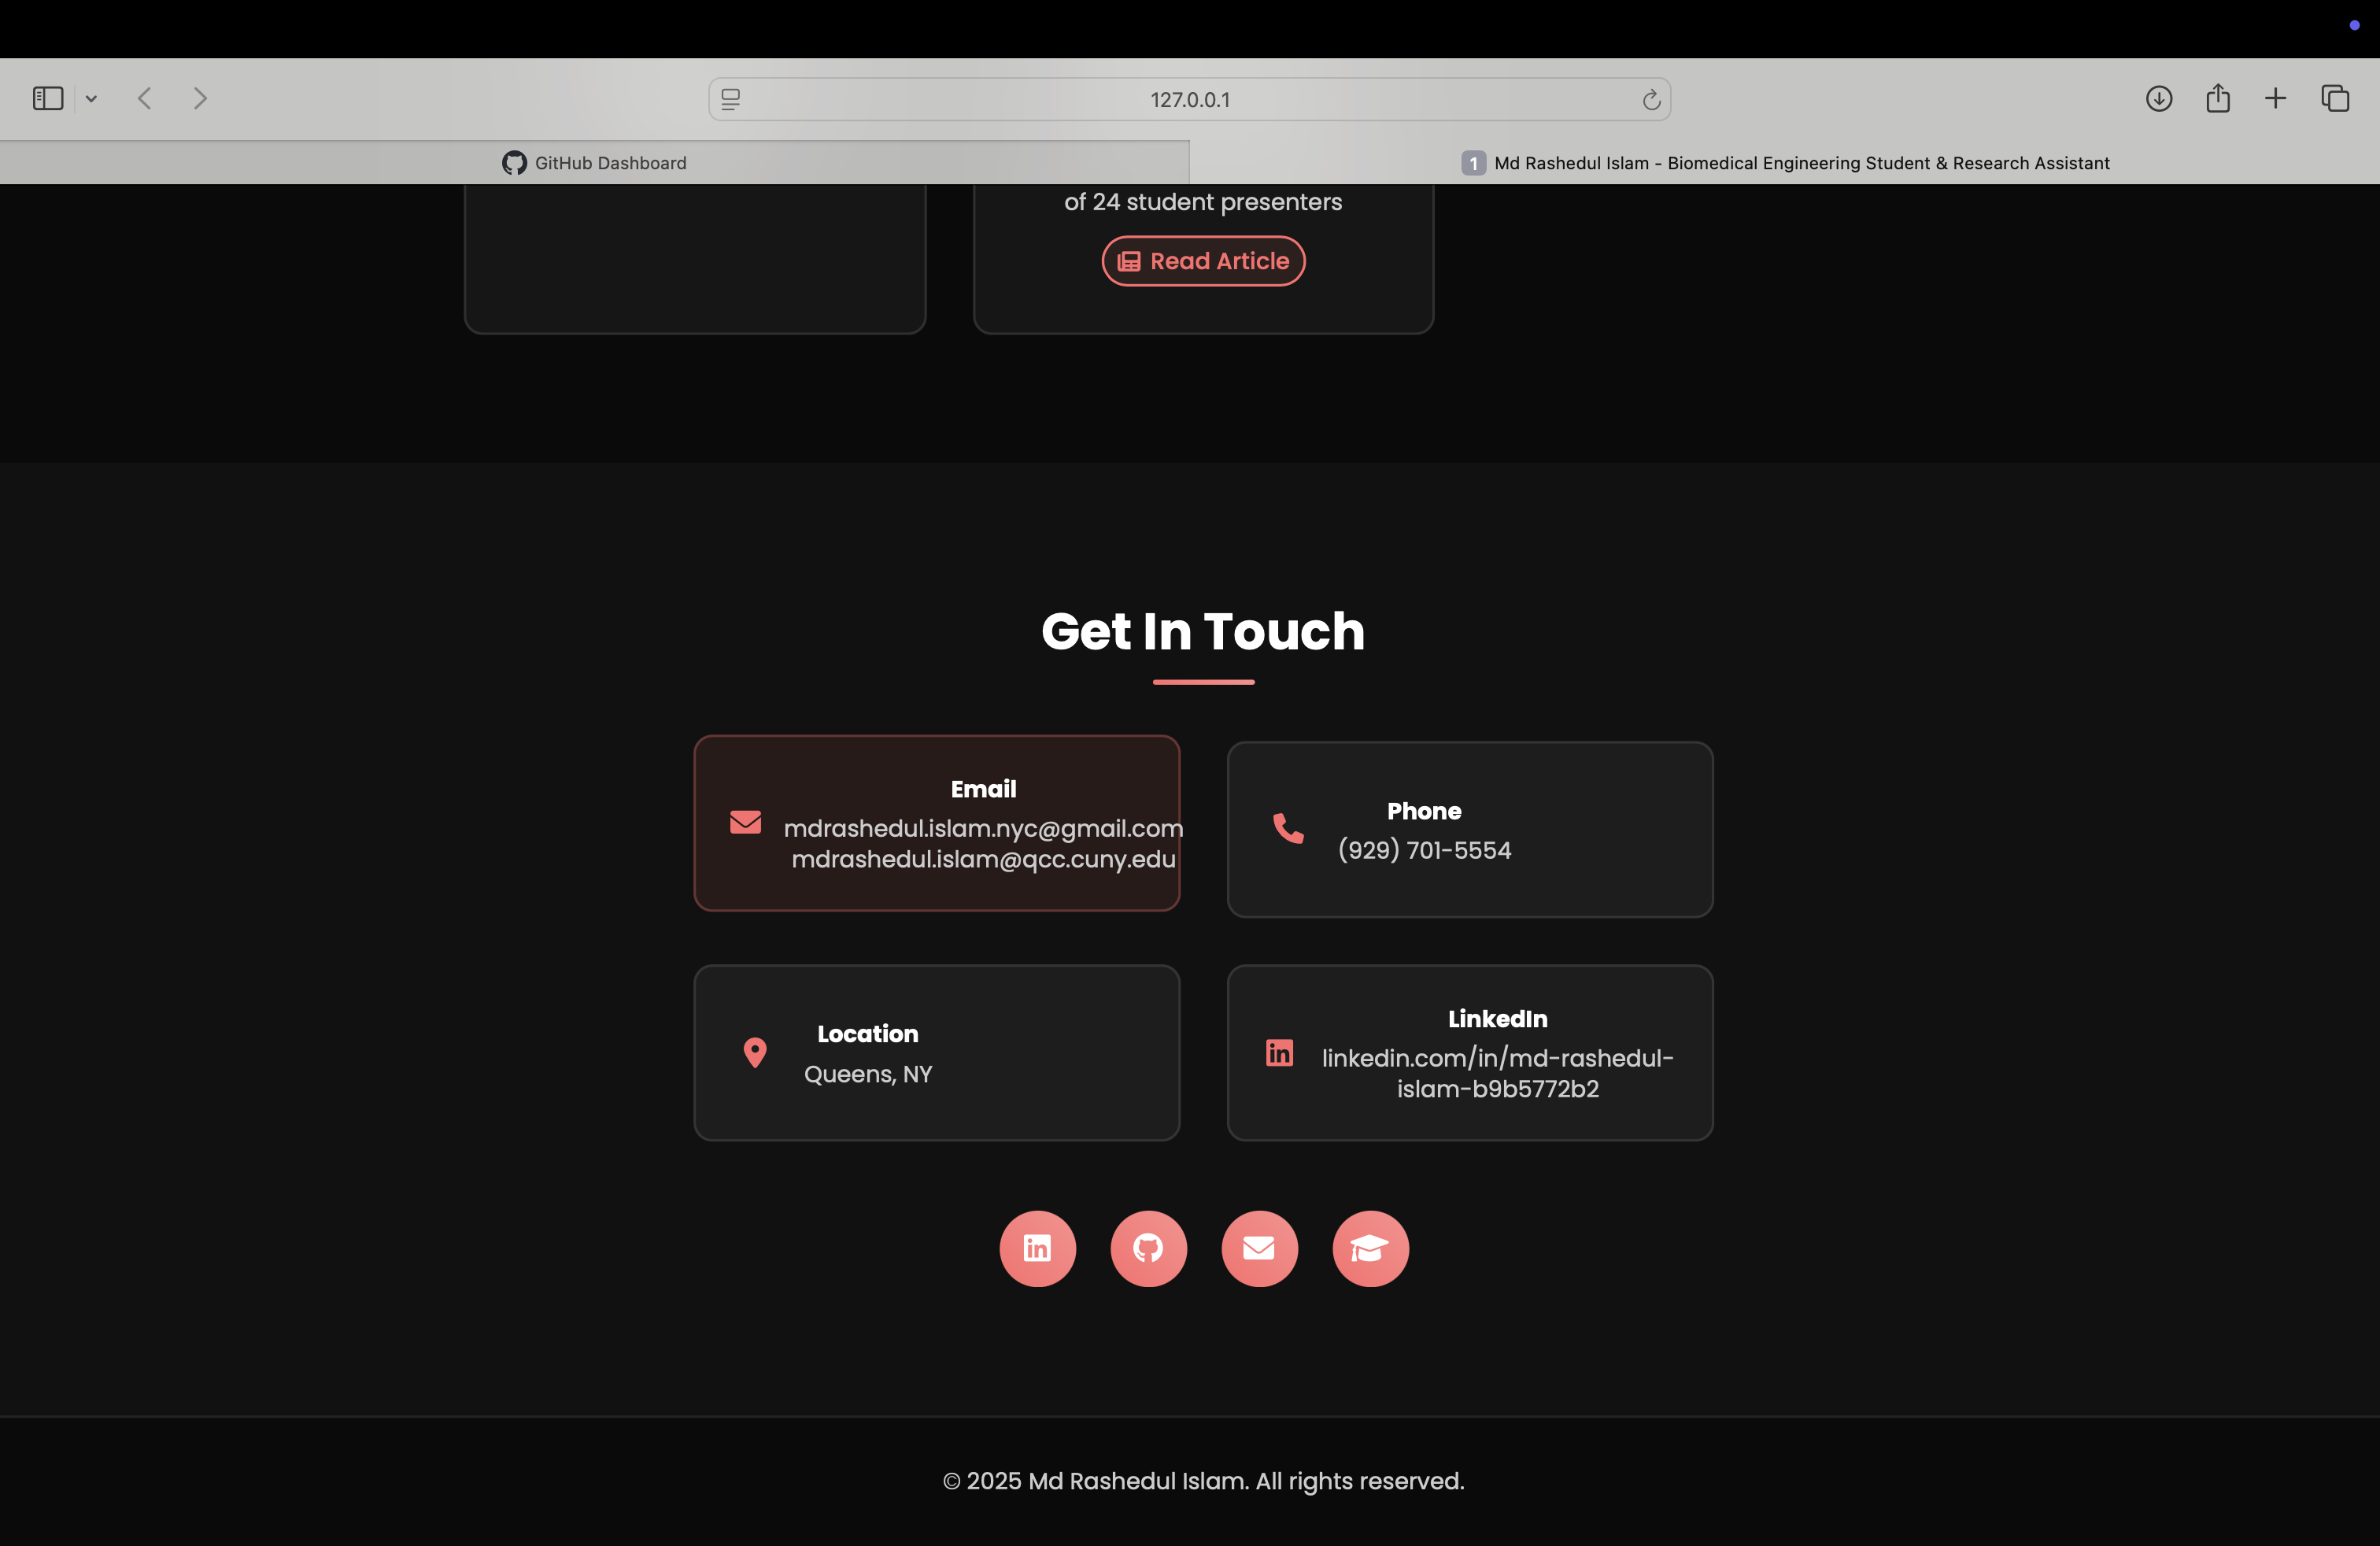 127.0.0.1
GitHub Dashboard
1 Md Rashedul Islam - Biomedical Engineering Student & Research Assistant
of 24 student presenters
Read Article
Get In Touch
Email
mdrashedul.islam.nyc@gmail.com
mdrashedul.islam@qcc.cuny.edu
Phone
(929) 701-5554
Location
Queens, NY
LinkedIn
linkedin.com/in/md-rashedul-
islam-b9b5772b2
in
in
© 2025 Md Rashedul Islam. All rights reserved.